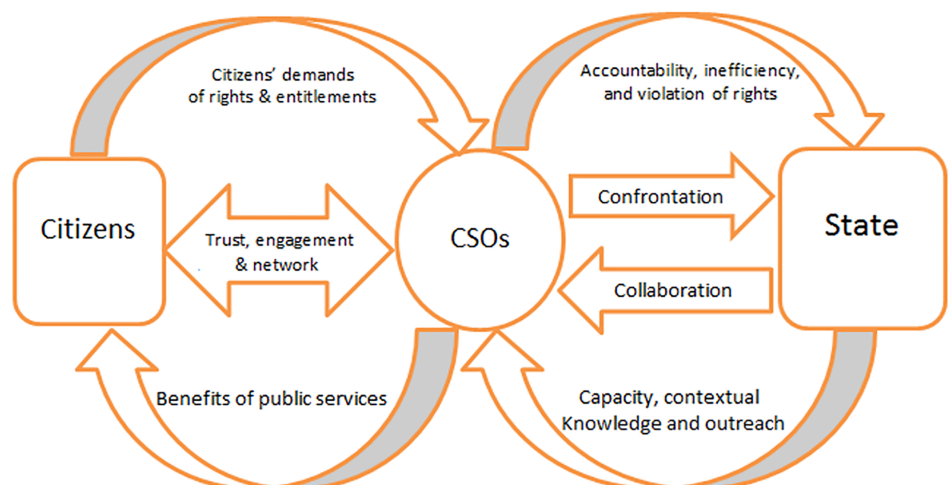 Citizens' demands
of rights & entitlements
Accountability, inefficiency,
and violation of rights
Citizens
Trust, engagement
& network
CSOs
Confrontation
Collaboration
State
Benefits of public services
Capacity, contextual
Knowledge and outreach